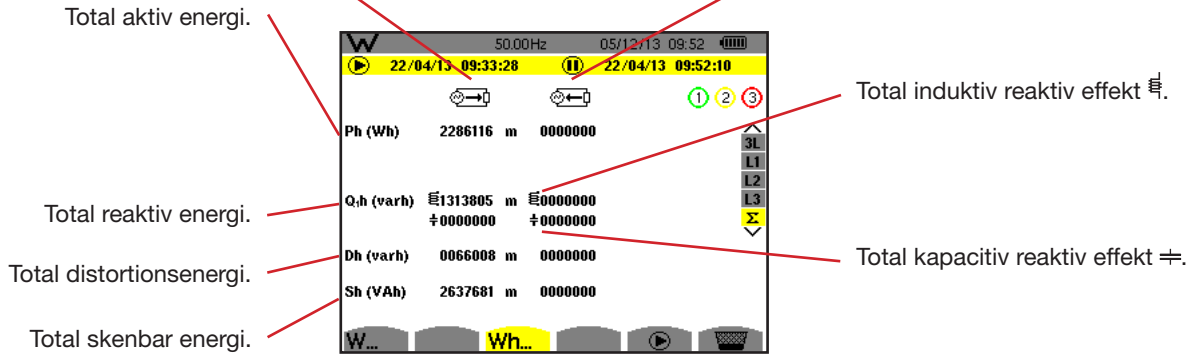 Total aktiv energi.
W 50.00Hz 05/12/13 09:52
22/04/13 09:33:28 22/04/13 09:52:10
1 2 3
Total induktiv reaktiv effekt .
Ph (Wh) 2286116 m 0000000
3L
L1
L2
L3
Σ
Q₁h (varh) 1313805 m 0000000
0000000 0000000
Total reaktiv energi.
Total kapacitiv reaktiv effekt .
Dh (varh) 0066008 m 0000000
Total distortionsenergi.
Sh (VAh) 2637681 m 0000000
Total skenbar energi.
W... Wh...